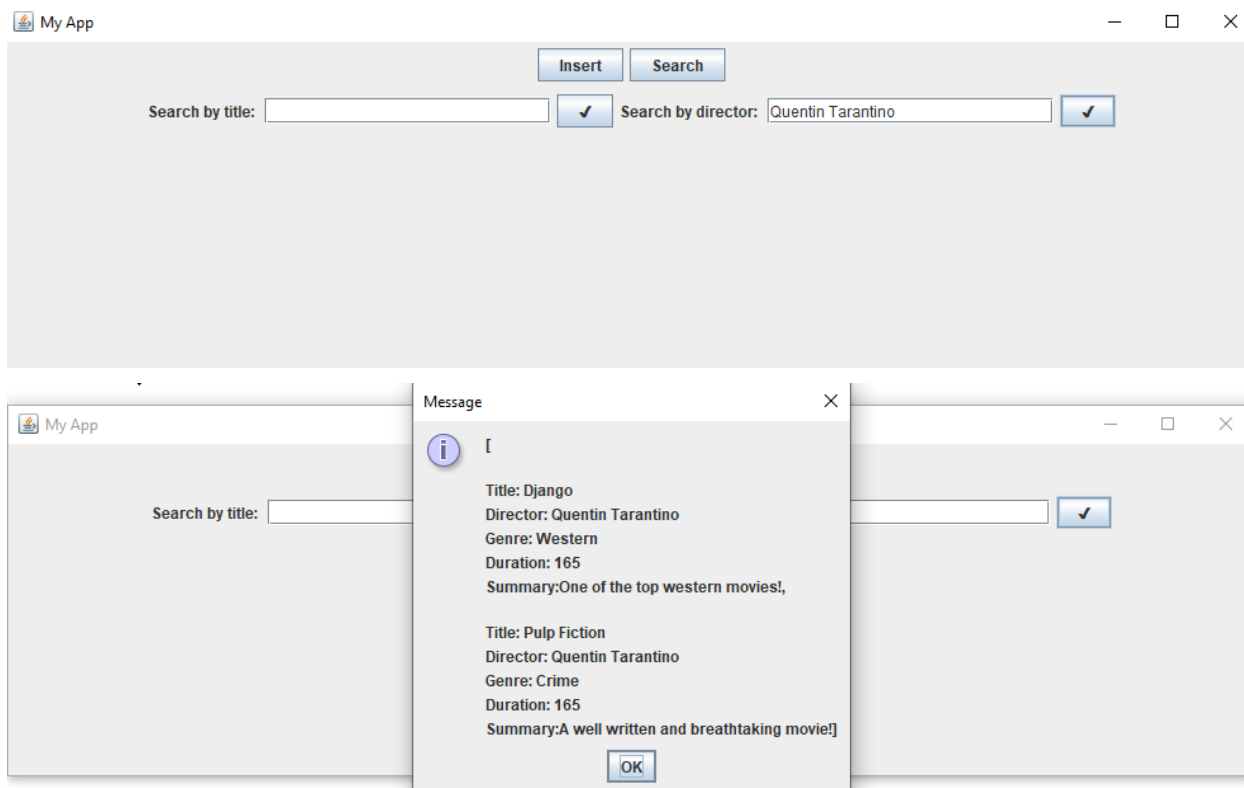 My App
Insert Search
Search by title: ✔ Search by director: Quentin Tarantino ✔
Message
My App
[
Title: Django
Search by title: ✔
Director: Quentin Tarantino
Genre: Western
Duration: 165
Summary:One of the top western movies!,
Title: Pulp Fiction
Director: Quentin Tarantino
Genre: Crime
Duration: 165
Summary:A well written and breathtaking movie!]
OK